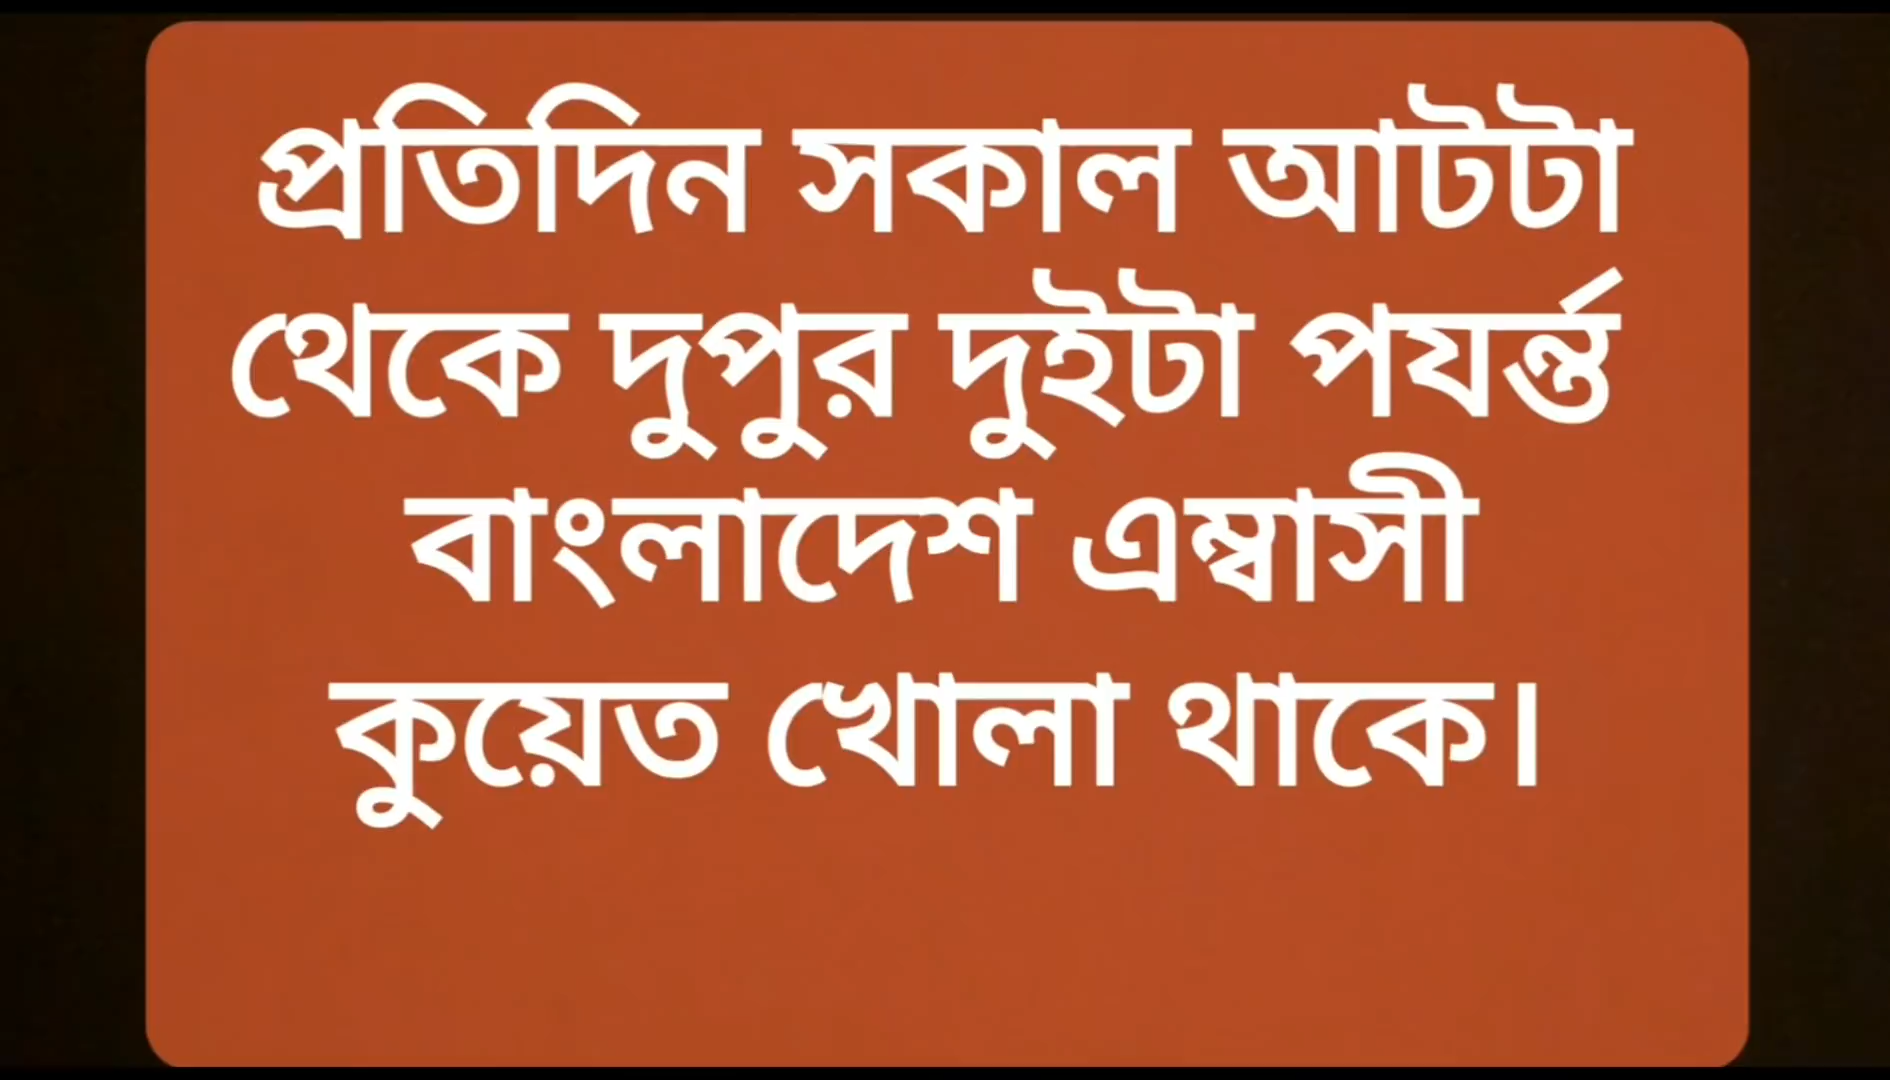 প্রতিদিন সকাল আটটা
থেকে দুপুর দুইটা পযর্ন্ত
বাংলাদেশ এম্বাসী
কুয়েত খোলা থাকে।